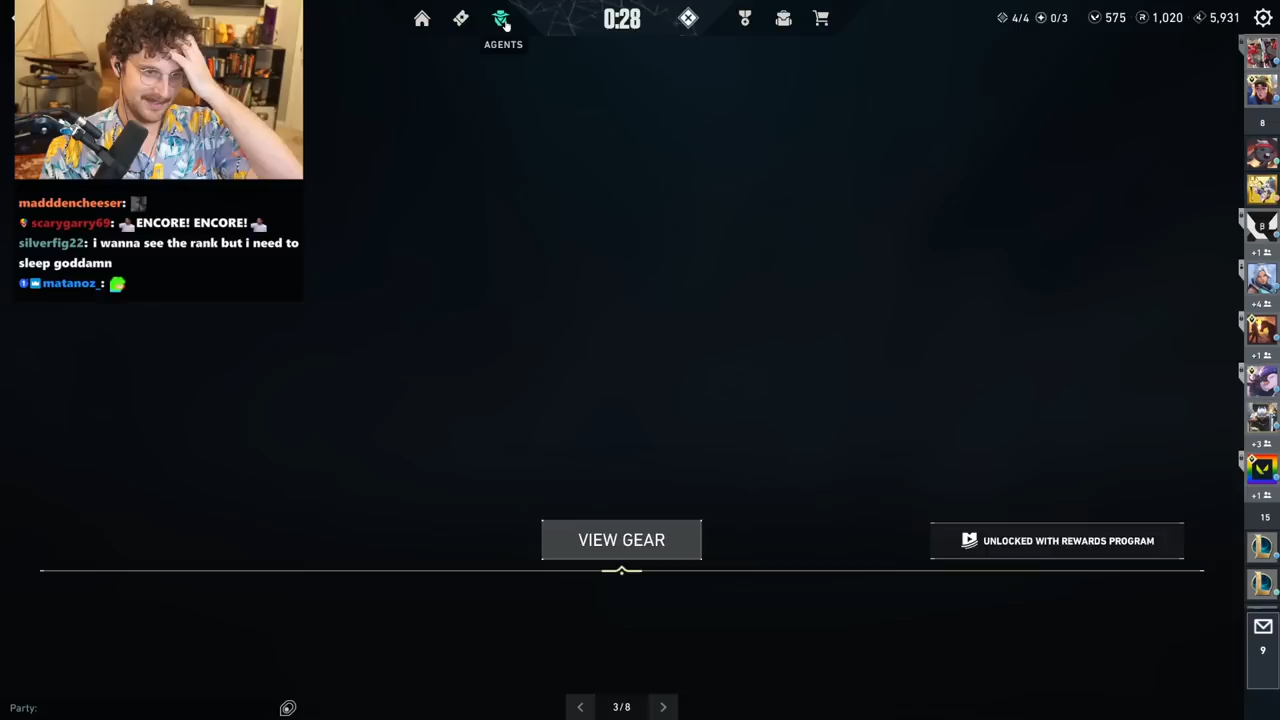 0:28
4/4 0/3 575 1,020 5,931
AGENTS
madddencheeser:
scarygarry69: ENCORE! ENCORE!
silverfig22: i wanna see the rank but i need to
sleep goddamn
matanoz_:
8
+1
+4
+1
+3
+1
15
VIEW GEAR
UNLOCKED WITH REWARDS PROGRAM
9
Party:
3/8